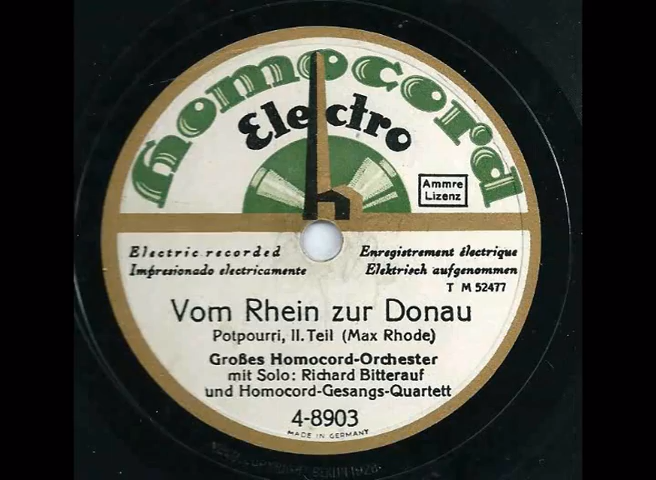 homocord
Electro
Ammre
Lizenz
Electric recorded
Enregistrement électrique
Impresionado electricamente
Elektrisch aufgenommen
T M 52477
Vom Rhein zur Donau
Potpourri, II. Teil (Max Rhode)
Großes Homocord-Orchester
mit Solo: Richard Bitterauf
und Homocord-Gesangs-Quartett
4-8903
MADE IN GERMANY